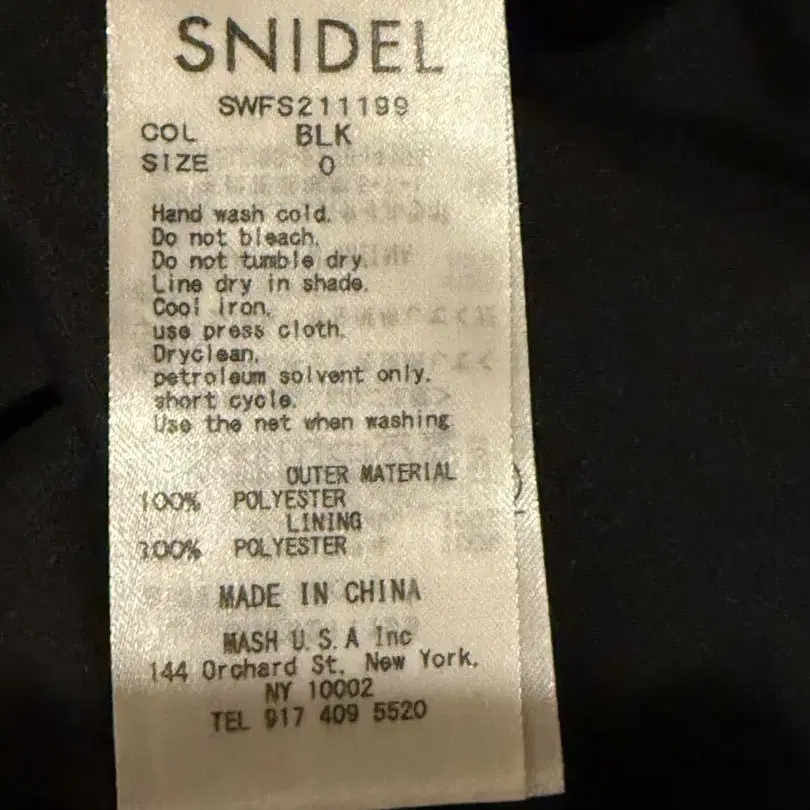 SNIDEL
SWFS211199
COL BLK
SIZE 0
Hand wash cold.
Do not bleach.
Do not tumble dry.
Line dry in shade.
Cool iron.
use press cloth.
Dryclean.
petroleum solvent only.
short cycle.
Use the net when washing
OUTER MATERIAL
100% POLYESTER
LINING
100% POLYESTER
MADE IN CHINA
MASH U.S.A Inc
144 Orchard St. New York,
NY 10002
TEL 917 409 5520